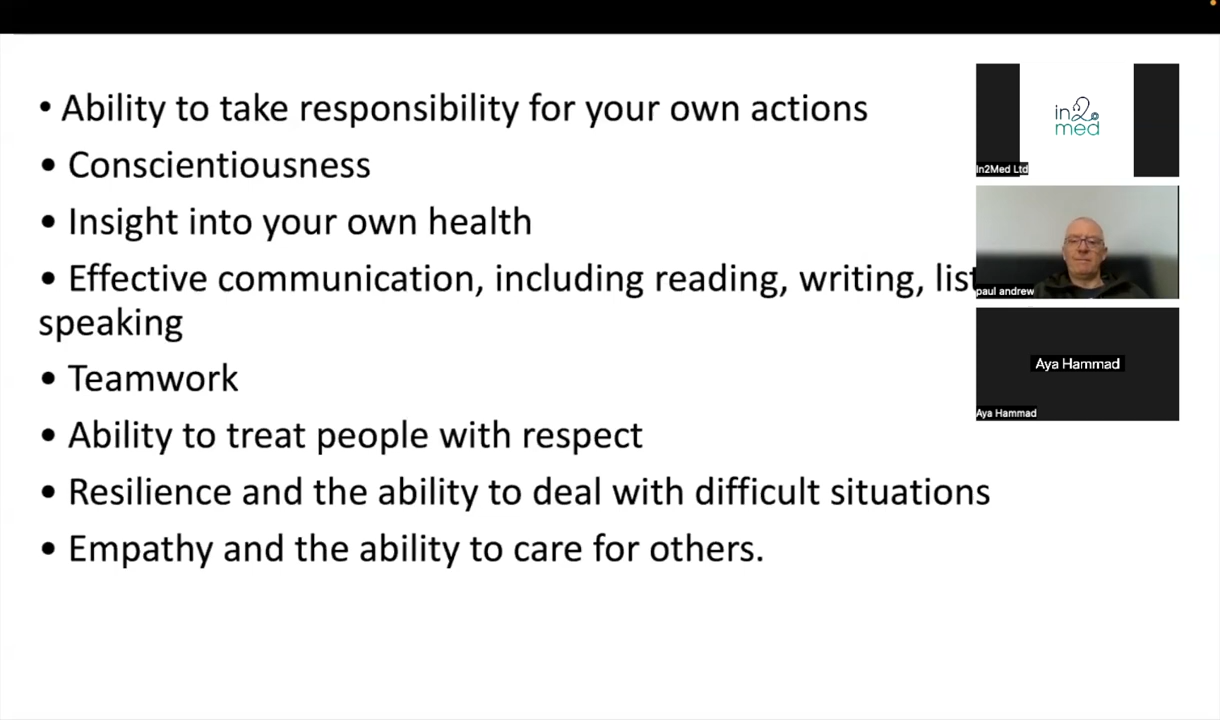 • Ability to take responsibility for your own actions
• Conscientiousness
• Insight into your own health
• Effective communication, including reading, writing,
speaking
• Teamwork
• Ability to treat people with respect
• Resilience and the ability to deal with difficult situations
• Empathy and the ability to care for others.
in2
med
In2Med Ltd
paul andrew
Aya Hammad
Aya Hammad